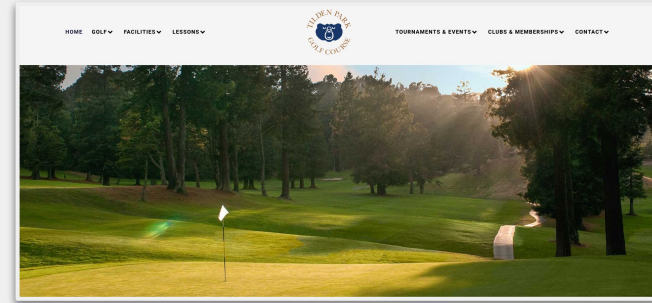 HOME GOLF FACILITIES LESSONS
TILDEN PARK
GOLF COURSE
TOURNAMENTS & EVENTS CLUBS & MEMBERSHIPS CONTACT